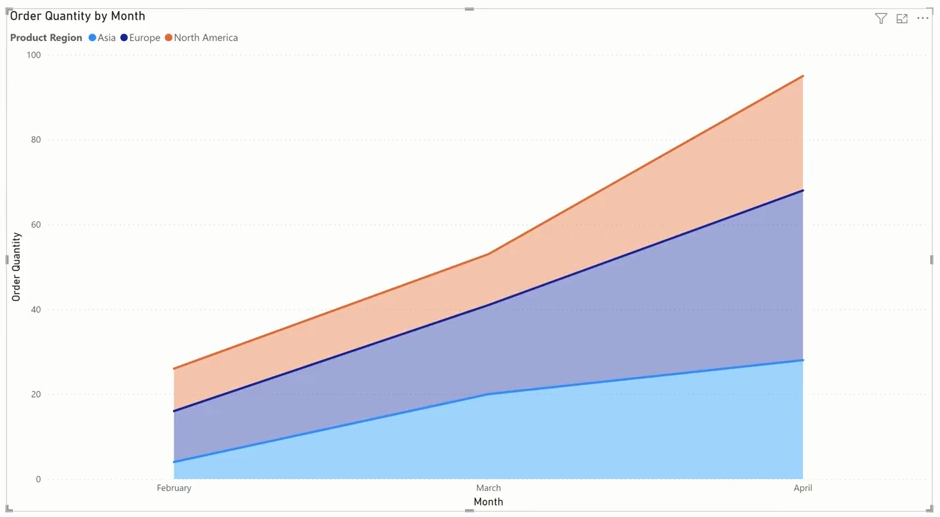 Order Quantity by Month
Product Region Asia Europe North America
100
80
60
40
20
0
Order Quantity
February March April
Month